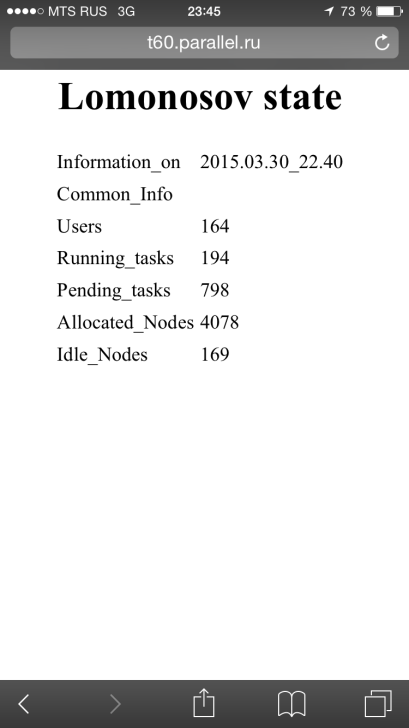 MTS RUS 3G 23:45 73 %
t60.parallel.ru
Lomonosov state
Information_on 2015.03.30_22.40
Common_Info
Users 164
Running_tasks 194
Pending_tasks 798
Allocated_Nodes 4078
Idle_Nodes 169